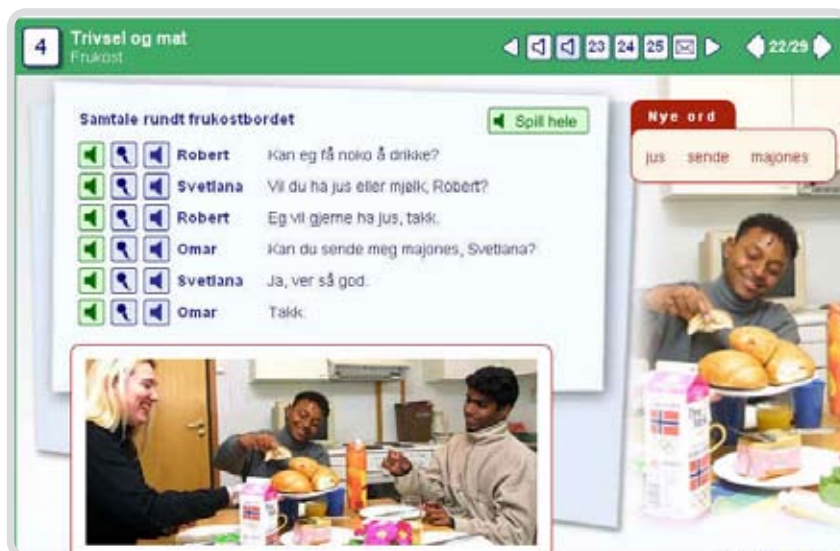 4
Trivsel og mat
Frukost
23 24 25
22/29
Samtale rundt frukostbordet
Spill hele
Robert Kan eg få noko å drikke?
Svetlana Vil du ha jus eller mjølk, Robert?
Robert Eg vil gjerne ha jus, takk.
Omar Kan du sende meg majones, Svetlana?
Svetlana Ja, ver så god.
Omar Takk.
Nye ord
jus sende majones